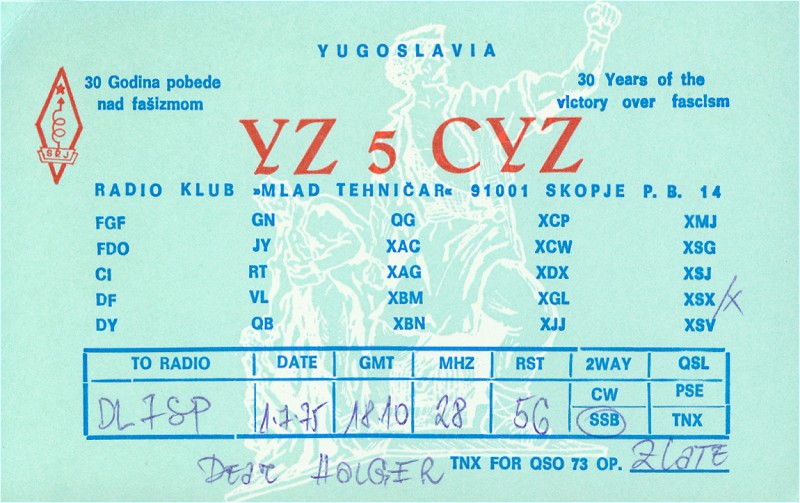 YUGOSLAVIA
30 Godina pobede
nad fašizmom
30 Years of the
victory over fascism
SRJ
YZ 5 CYZ
RADIO KLUB »MLAD TEHNIČAR« 91001 SKOPJE P. B. 14
FGF GN QG XCP XMJ
FDO JY XAC XCW XSG
CI RT XAG XDX XSJ
DF VL XBM XGL XSX /X
DY QB XBN XJJ XSV
TO RADIO DATE GMT MHZ RST 2WAY QSL
CW PSE
DL7SP 1.7.75 18.10 28 56 SSB TNX
Dear HOLGER TNX FOR QSO 73 OP. ZLATE